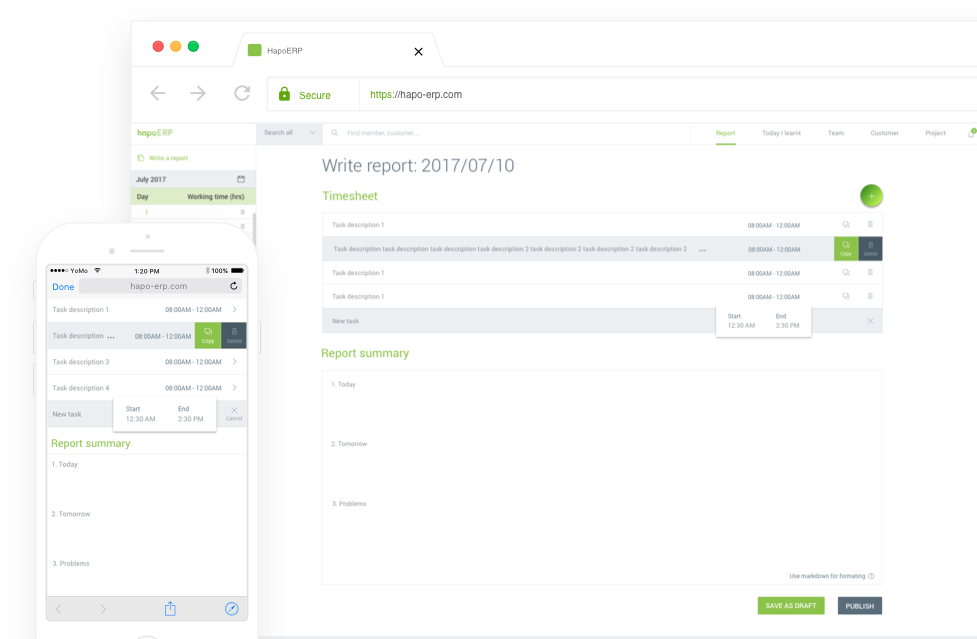 HapoERP
Secure
https://hapo-erp.com
hapoERP
Search all
Find member, customer...
Report
Today I learnt
Team
Customer
Project
Write a report
July 2017
Day
Working time (hrs)
1
0
0
Write report: 2017/07/10
Timesheet
Task description 1
08:00AM - 12:00AM
Task description task description task description task description 2 task description 2 task description 2 task description 2 ...
08:00AM - 12:00AM
Copy
Delete
Task description 1
08:00AM - 12:00AM
Task description 1
08:00AM - 12:00AM
New task
Start
End
12:30 AM
2:30 PM
Report summary
1. Today
2. Tomorrow
3. Problems
Use markdown for formating
SAVE AS DRAFT
PUBLISH
YoMo
1:20 PM
100%
Done
hapo-erp.com
Task description 1
08:00AM - 12:00AM
Task description ...
08:00AM - 12:00AM
Copy
Delete
Task description 3
08:00AM - 12:00AM
Task description 4
08:00AM - 12:00AM
New task
Start
End
12:30 AM
2:30 PM
Cancel
Report summary
1. Today
2. Tomorrow
3. Problems